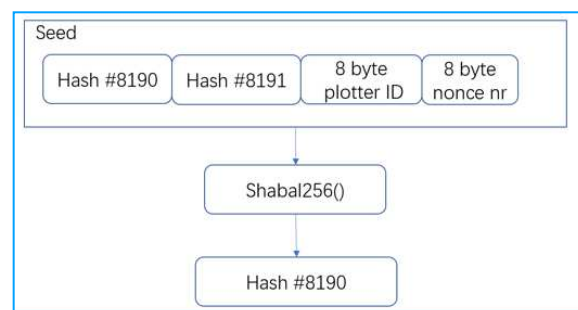 Seed
Hash #8190
Hash #8191
8 byte
plotter ID
8 byte
nonce nr
Shabal256()
Hash #8190